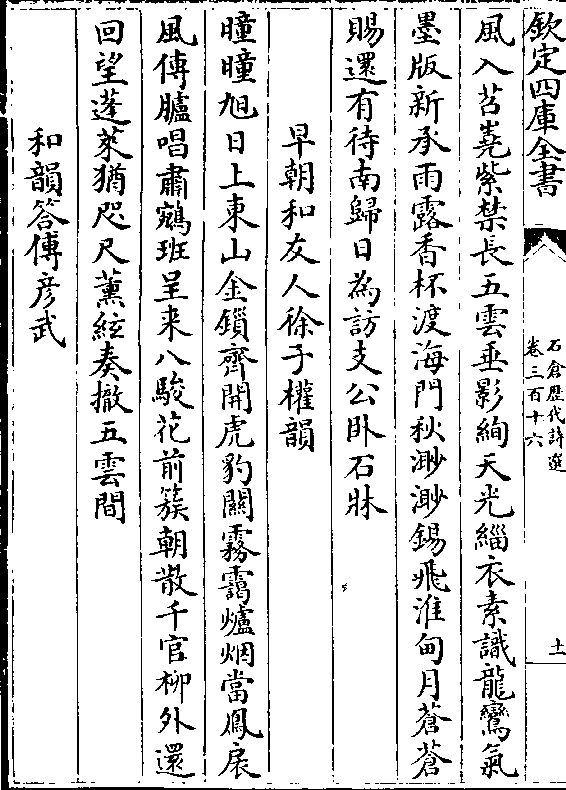 欽定四庫全書
石倉歷代詩選
卷三百十六
土
風入苕嶤紫禁長五雲垂影絢天光緇衣素識龍鸞氣
墨版新承雨露香杯渡海門秋渺渺錫飛淮甸月蒼蒼
賜還有待南歸日為訪支公卧石牀
早朝和友人徐子權韻
曈曈旭日上東山金鎖齊開虎豹關霧靄爐烟當鳳扆
風傳臚唱肅鵷班呈来八駿花前簇朝散千官柳外還
回望蓬萊猶咫尺薰絃奏撤五雲間
和韻答傅彦武